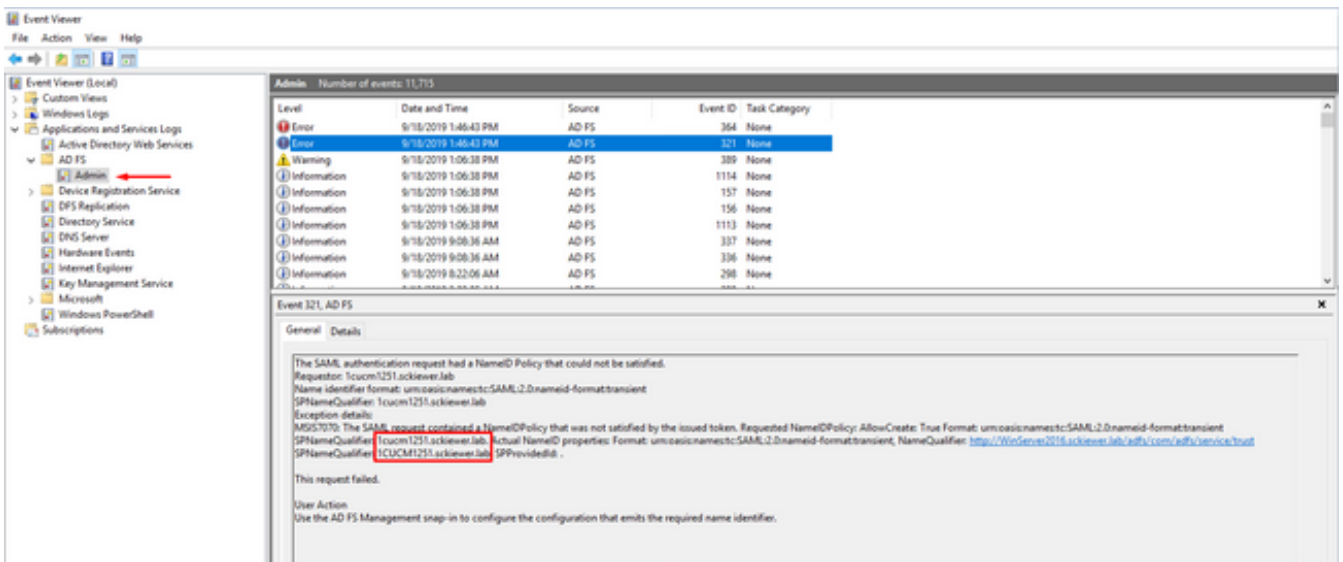 Event Viewer
File Action View Help
Event Viewer (Local)
Custom Views
Windows Logs
Applications and Services Logs
Active Directory Web Services
AD FS
Admin
Device Registration Service
DFS Replication
Directory Service
DNS Server
Hardware Events
Internet Explorer
Key Management Service
Microsoft
Windows PowerShell
Subscriptions
Admin Number of events: 11,715
Level Date and Time Source Event ID Task Category
Error 9/18/2019 1:46:43 PM AD FS 364 None
Error 9/18/2019 1:46:43 PM AD FS 321 None
Warning 9/18/2019 1:06:38 PM AD FS 389 None
Information 9/18/2019 1:06:38 PM AD FS 1114 None
Information 9/18/2019 1:06:38 PM AD FS 157 None
Information 9/18/2019 1:06:38 PM AD FS 156 None
Information 9/18/2019 1:06:38 PM AD FS 1113 None
Information 9/18/2019 9:08:36 AM AD FS 337 None
Information 9/18/2019 9:08:36 AM AD FS 336 None
Information 9/18/2019 8:22:06 AM AD FS 298 None
Event 321, AD FS
General Details
The SAML authentication request had a NameID Policy that could not be satisfied.
Requestor: 1cucm1251.sckiewer.lab
Name identifier format: urn:oasis:names:tc:SAML:2.0:nameid-format:transient
SPNameQualifier: 1cucm1251.sckiewer.lab
Exception details:
MSIS7070: The SAML request contained a NameIDPolicy that was not satisfied by the issued token. Requested NameIDPolicy: AllowCreate: True Format: urn:oasis:names:tc:SAML:2.0:nameid-format:transient
SPNameQualifier: 1cucm1251.sckiewer.lab. Actual NameID properties: Format: urn:oasis:names:tc:SAML:2.0:nameid-format:transient, NameQualifier: http://WinServer2016.sckiewer.lab/adfs/com/adfs/service/trust
SPNameQualifier: 1CUCM1251.sckiewer.lab, SPProvidedId: .
This request failed.
User Action
Use the AD FS Management snap-in to configure the configuration that emits the required name identifier.